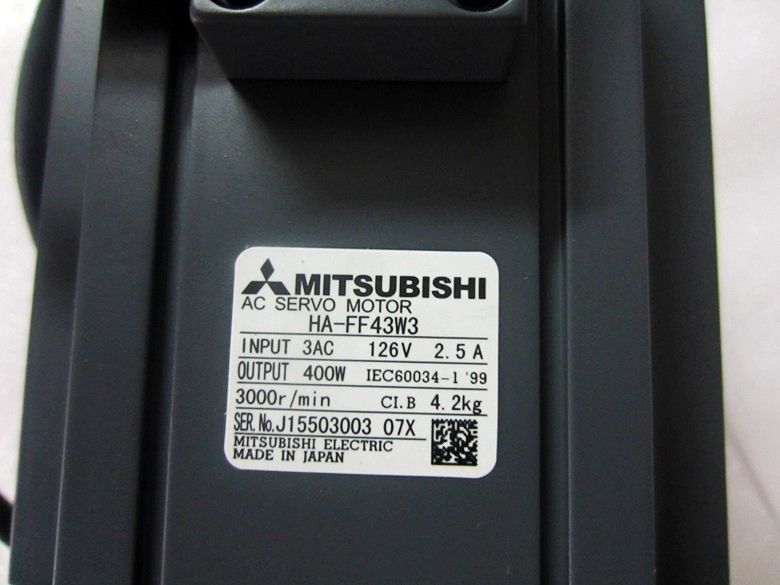 MITSUBISHI
AC SERVO MOTOR
HA-FF43W3
INPUT 3AC 126V 2.5A
OUTPUT 400W IEC60034-1 '99
3000r/min CI.B 4.2kg
SER.No.J15503003 07X
MITSUBISHI ELECTRIC
MADE IN JAPAN